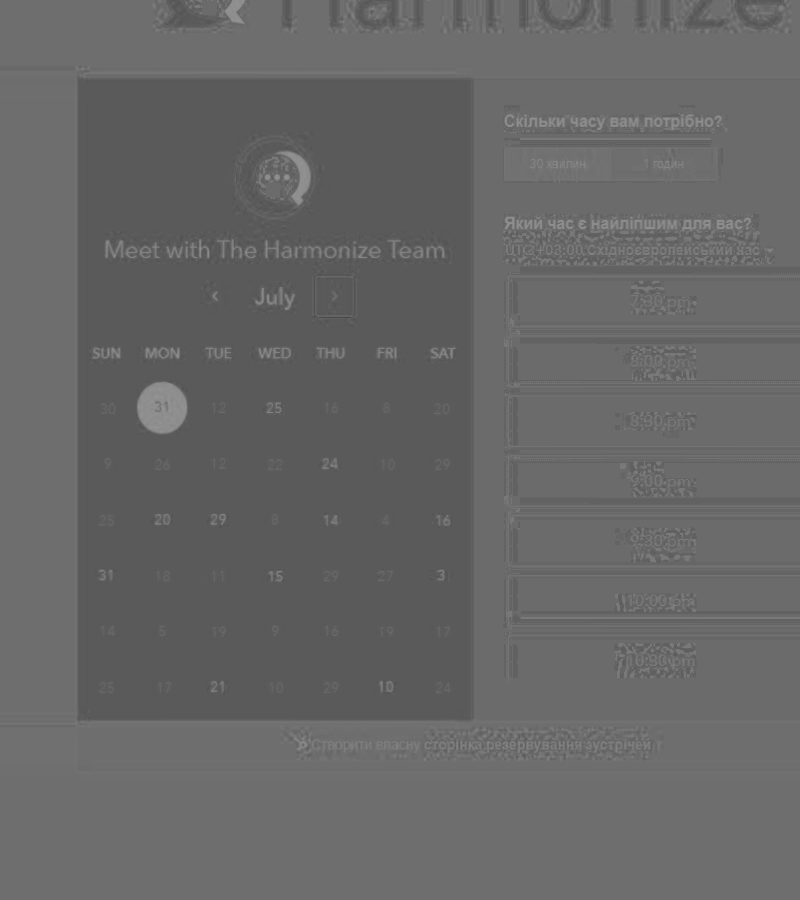 Harmonize
Meet with The Harmonize Team
July
SUN MON TUE WED THU FRI SAT
30 31 12 25 16 8 20
9 26 12 22 24 10 29
25 20 29 8 14 4 16
31 18 11 15 29 27 3
14 5 19 9 16 19 17
25 17 21 10 29 10 24
Скільки часу вам потрібно?
30 хвилин 1 годин
Який час є найліпшим для вас?
UTC+03:00 Східноєвропейський час
7:30 pm
8:00 pm
8:30 pm
9:00 pm
9:30 pm
10:00 pm
10:30 pm
Створити власну сторінка резервування зустрічей